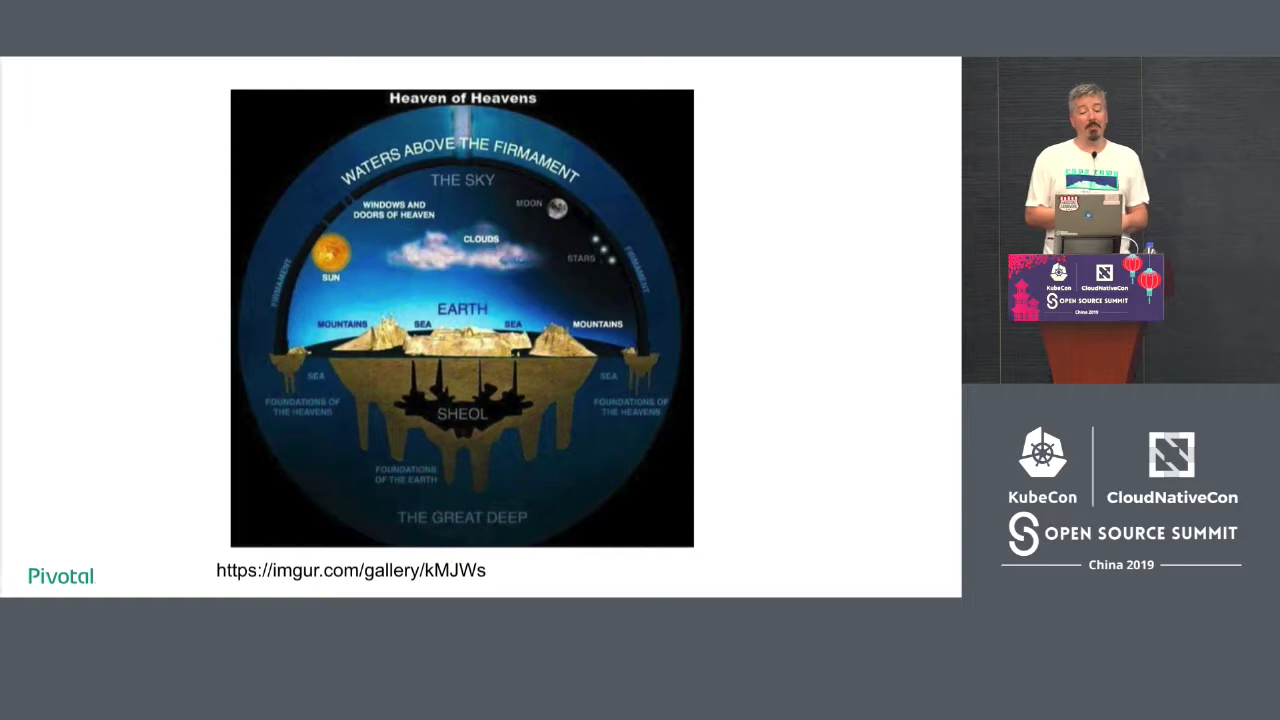 Heaven of Heavens
WATERS ABOVE THE FIRMAMENT
THE SKY
WINDOWS AND
DOORS OF HEAVEN
MOON
CLOUDS
STARS
SUN
FIRMAMENT
FIRMAMENT
EARTH
MOUNTAINS
SEA
SEA
MOUNTAINS
SEA
SEA
FOUNDATIONS OF
THE HEAVENS
FOUNDATIONS OF
THE HEAVENS
SHEOL
FOUNDATIONS
OF THE EARTH
THE GREAT DEEP
https://imgur.com/gallery/kMJWs
Pivotal
CAPE TOWN
KubeCon
CloudNativeCon
OPEN SOURCE SUMMIT
China 2019
KubeCon
CloudNativeCon
OPEN SOURCE SUMMIT
China 2019